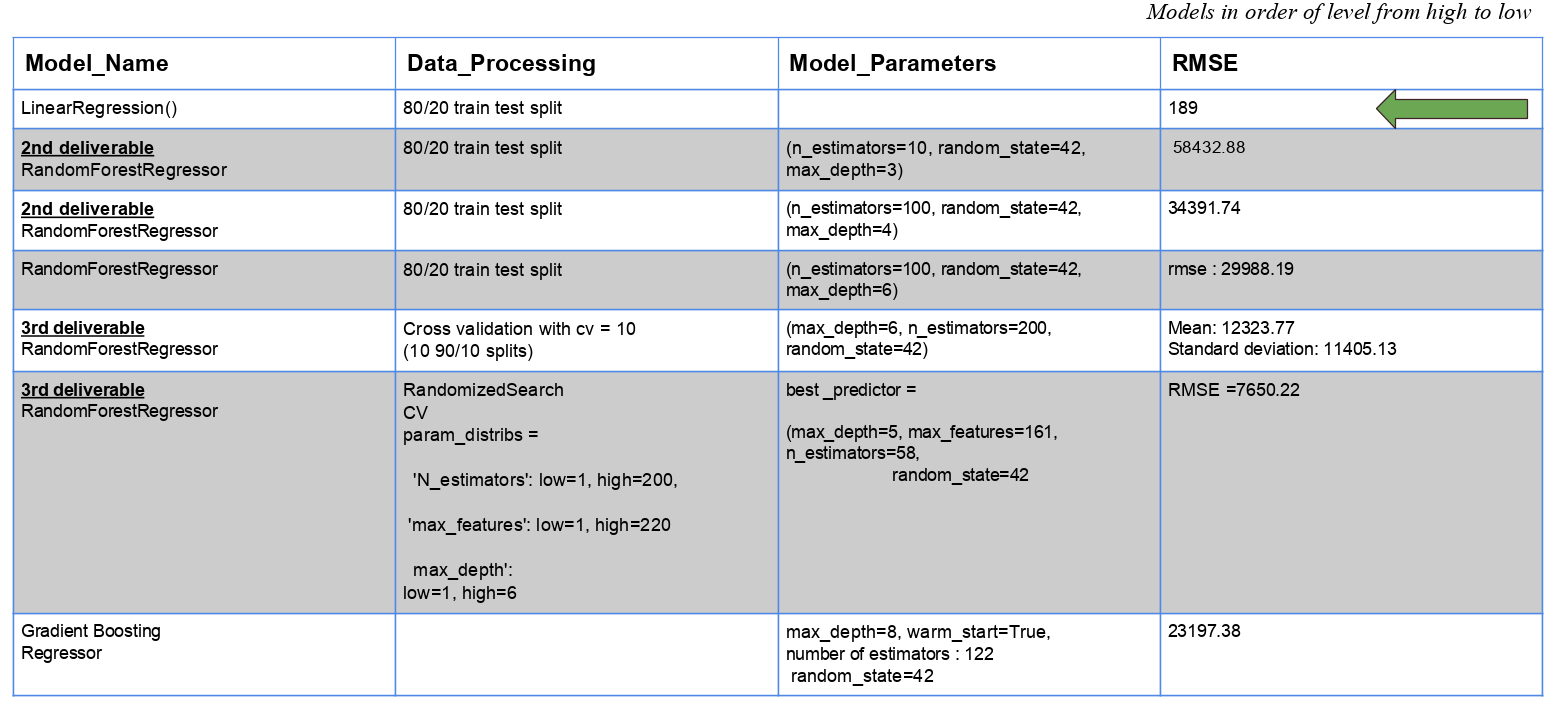 Models in order of level from high to low
Model_Name
Data_Processing
Model_Parameters
RMSE
LinearRegression()
80/20 train test split
189
2nd deliverable
RandomForestRegressor
80/20 train test split
(n_estimators=10, random_state=42,
max_depth=3)
58432.88
2nd deliverable
RandomForestRegressor
80/20 train test split
(n_estimators=100, random_state=42,
max_depth=4)
34391.74
RandomForestRegressor
80/20 train test split
(n_estimators=100, random_state=42,
max_depth=6)
rmse : 29988.19
3rd deliverable
RandomForestRegressor
Cross validation with cv = 10
(10 90/10 splits)
(max_depth=6, n_estimators=200,
random_state=42)
Mean: 12323.77
Standard deviation: 11405.13
3rd deliverable
RandomForestRegressor
RandomizedSearch
CV
param_distribs =
'N_estimators': low=1, high=200,
'max_features': low=1, high=220
max_depth':
low=1, high=6
best _predictor =
(max_depth=5, max_features=161,
n_estimators=58,
random_state=42
RMSE =7650.22
Gradient Boosting
Regressor
max_depth=8, warm_start=True,
number of estimators : 122
random_state=42
23197.38